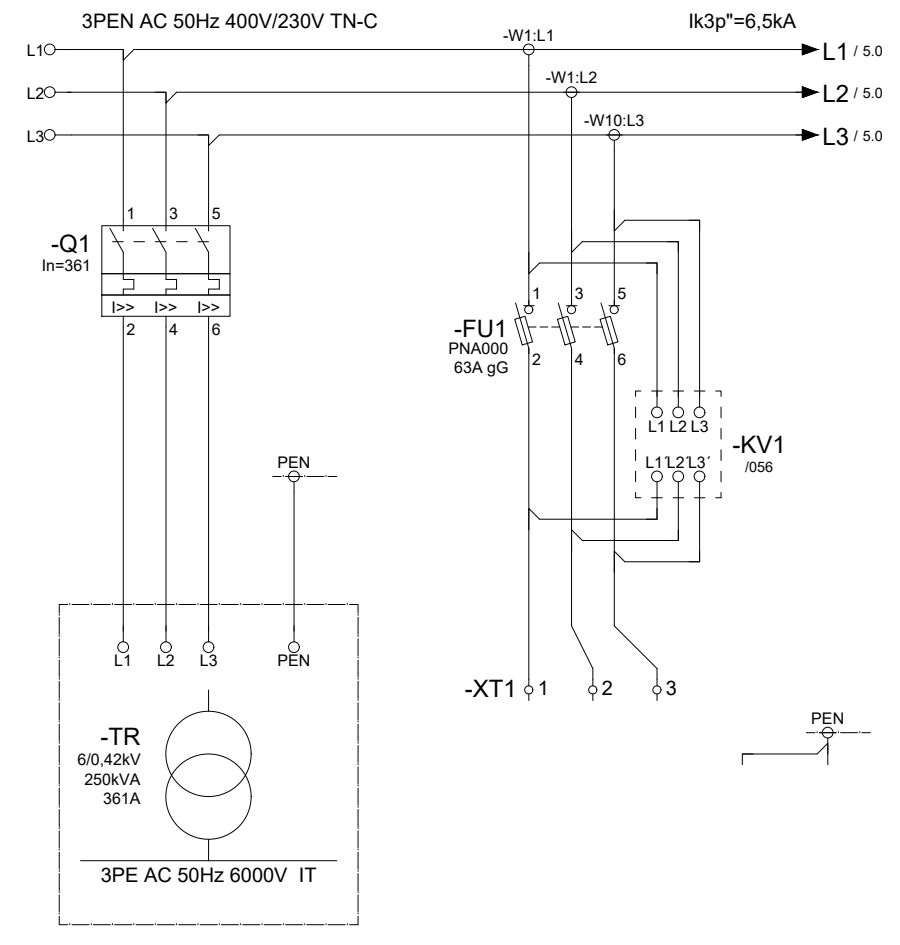 3PEN AC 50Hz 400V/230V TN-C
Ik3p"=6,5kA
-W1:L1
L1
L1 / 5.0
-W1:L2
L2
L2 / 5.0
-W10:L3
L3
L3 / 5.0
1 3 5
-Q1
In=361
I>> I>> I>>
2 4 6
1 3 5
-FU1
PNA000
63A gG
2 4 6
L1 L2 L3
-KV1
/056
L1´L2´L3´
PEN
L1 L2 L3 PEN
-XT1 1 2 3
PEN
-TR
6/0,42kV
250kVA
361A
3PE AC 50Hz 6000V IT